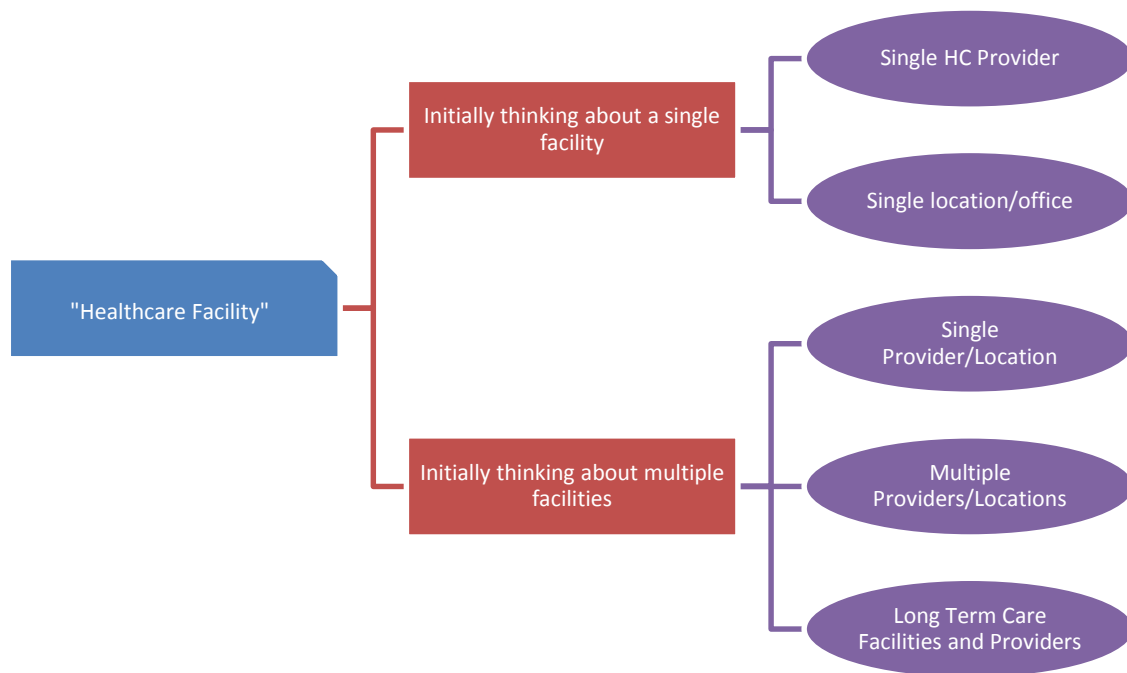 "Healthcare Facility"
Initially thinking about a single
facility
Single HC Provider
Single location/office
Initially thinking about multiple
facilities
Single
Provider/Location
Multiple
Providers/Locations
Long Term Care
Facilities and Providers